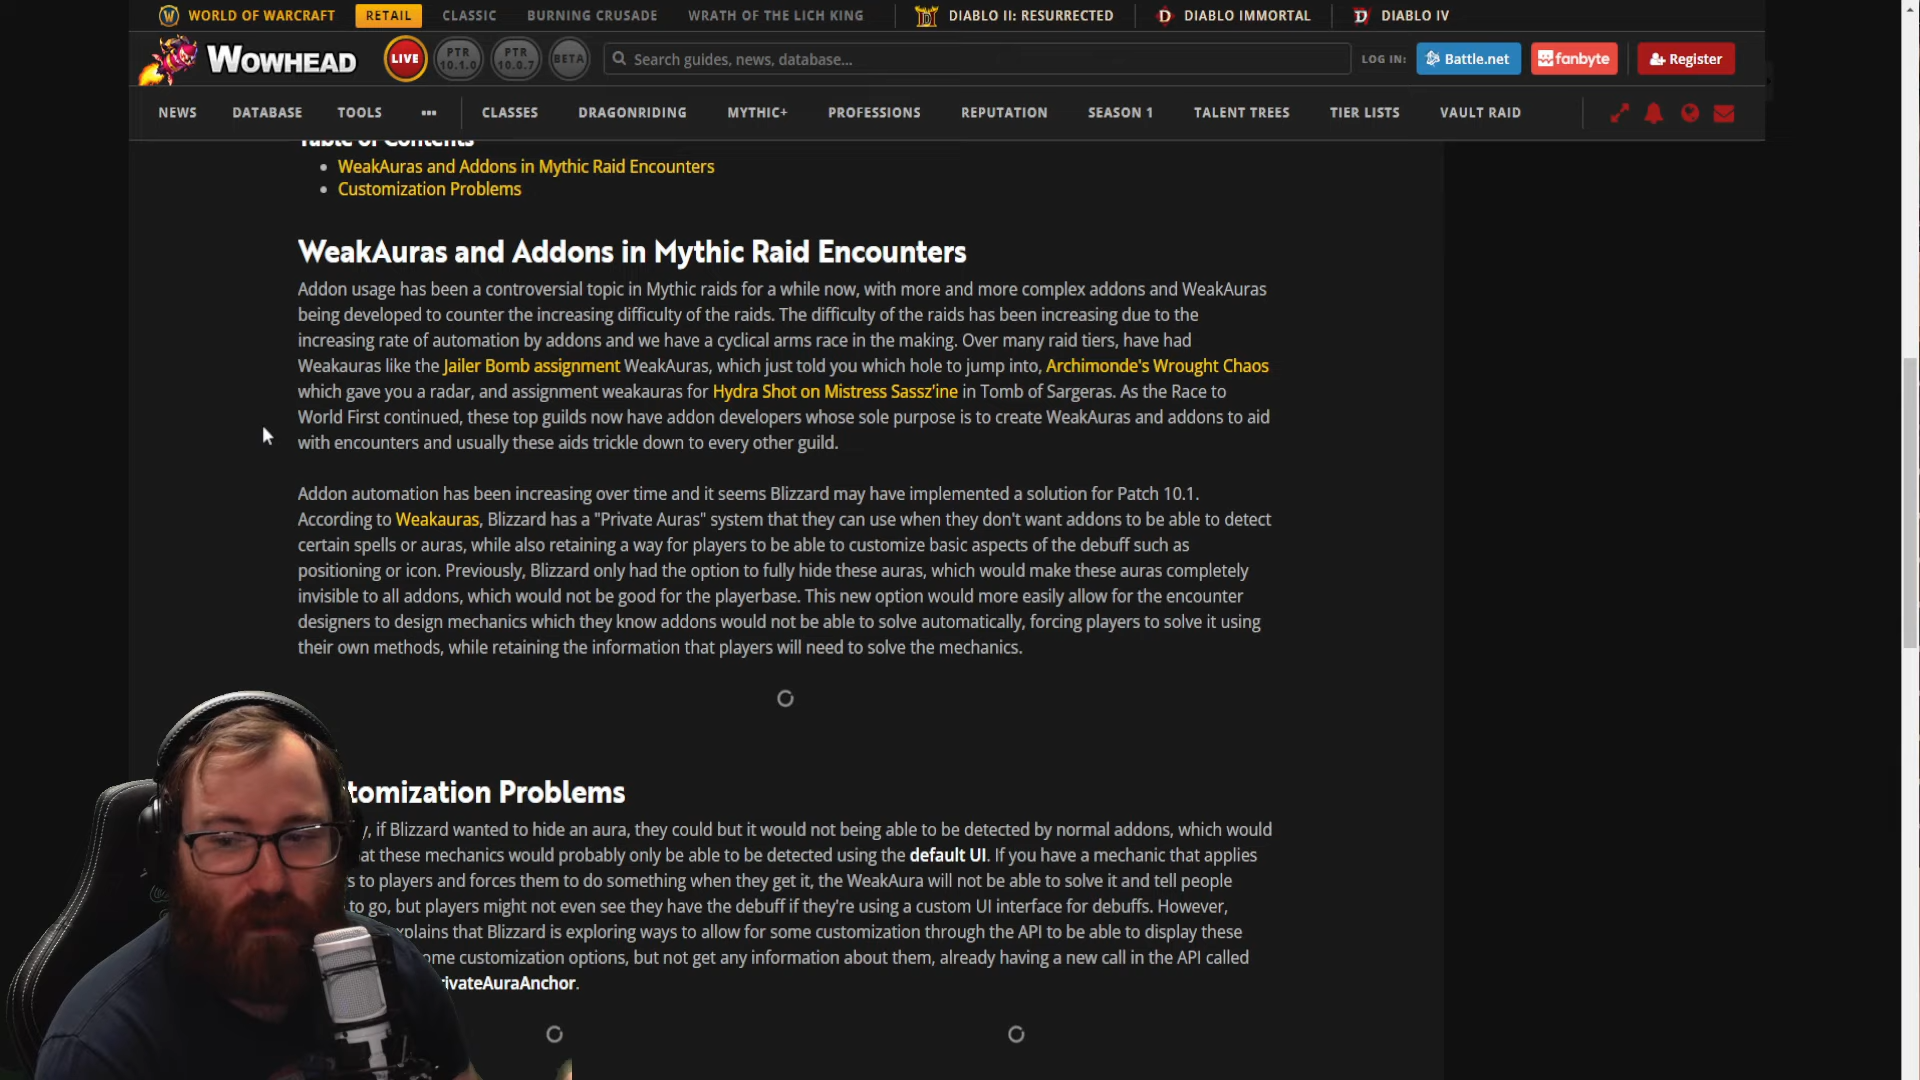 WORLD OF WARCRAFT RETAIL CLASSIC BURNING CRUSADE WRATH OF THE LICH KING DIABLO II: RESURRECTED DIABLO IMMORTAL DIABLO IV
WOWHEAD LIVE PTR 10.1.0 PTR 10.0.7 BETA Search guides, news, database... LOG IN: Battle.net fanbyte Register
NEWS DATABASE TOOLS ••• CLASSES DRAGONRIDING MYTHIC+ PROFESSIONS REPUTATION SEASON 1 TALENT TREES TIER LISTS VAULT RAID
Table of Contents
• WeakAuras and Addons in Mythic Raid Encounters
• Customization Problems
WeakAuras and Addons in Mythic Raid Encounters
Addon usage has been a controversial topic in Mythic raids for a while now, with more and more complex addons and WeakAuras
being developed to counter the increasing difficulty of the raids. The difficulty of the raids has been increasing due to the
increasing rate of automation by addons and we have a cyclical arms race in the making. Over many raid tiers, have had
Weakauras like the Jailer Bomb assignment WeakAuras, which just told you which hole to jump into, Archimonde's Wrought Chaos
which gave you a radar, and assignment weakauras for Hydra Shot on Mistress Sassz'ine in Tomb of Sargeras. As the Race to
World First continued, these top guilds now have addon developers whose sole purpose is to create WeakAuras and addons to aid
with encounters and usually these aids trickle down to every other guild.
Addon automation has been increasing over time and it seems Blizzard may have implemented a solution for Patch 10.1.
According to Weakauras, Blizzard has a "Private Auras" system that they can use when they don't want addons to be able to detect
certain spells or auras, while also retaining a way for players to be able to customize basic aspects of the debuff such as
positioning or icon. Previously, Blizzard only had the option to fully hide these auras, which would make these auras completely
invisible to all addons, which would not be good for the playerbase. This new option would more easily allow for the encounter
designers to design mechanics which they know addons would not be able to solve automatically, forcing players to solve it using
their own methods, while retaining the information that players will need to solve the mechanics.
tomization Problems
y, if Blizzard wanted to hide an aura, they could but it would not being able to be detected by normal addons, which would
at these mechanics would probably only be able to be detected using the default UI. If you have a mechanic that applies
s to players and forces them to do something when they get it, the WeakAura will not be able to solve it and tell people
to go, but players might not even see they have the debuff if they're using a custom UI interface for debuffs. However,
xplains that Blizzard is exploring ways to allow for some customization through the API to be able to display these
ome customization options, but not get any information about them, already having a new call in the API called
rivateAuraAnchor.